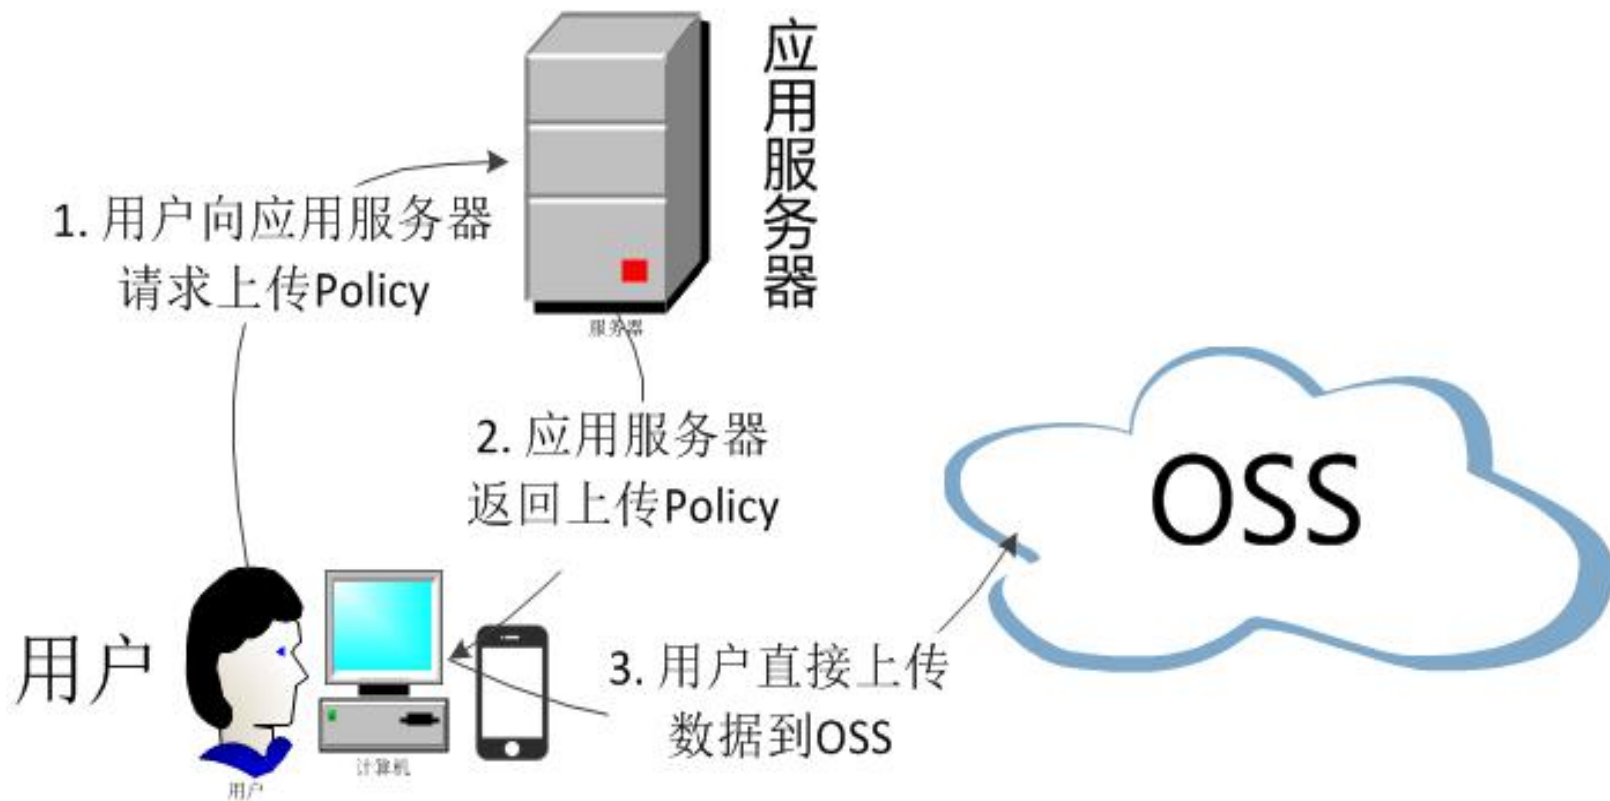 应用服务器
1. 用户向应用服务器
请求上传Policy
服务器
2. 应用服务器
返回上传Policy
OSS
用户
3. 用户直接上传
数据到OSS
计算机
用户